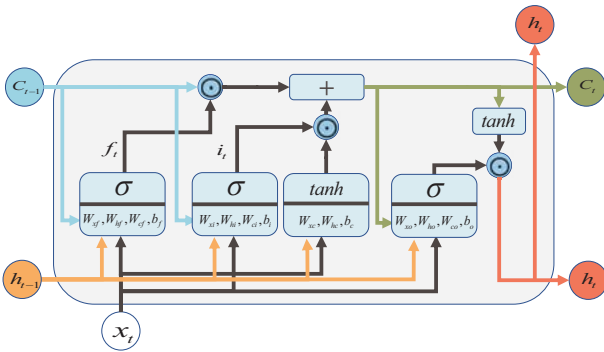 h_t
C_{t-1}
+
C_t
tanh
f_t
i_t
σ
σ
tanh
σ
W_{xf},W_{hf},W_{cf},b_f
W_{xi},W_{hi},W_{ci},b_i
W_{xc},W_{hc},b_c
W_{xo},W_{ho},W_{co},b_o
h_{t-1}
h_t
x_t